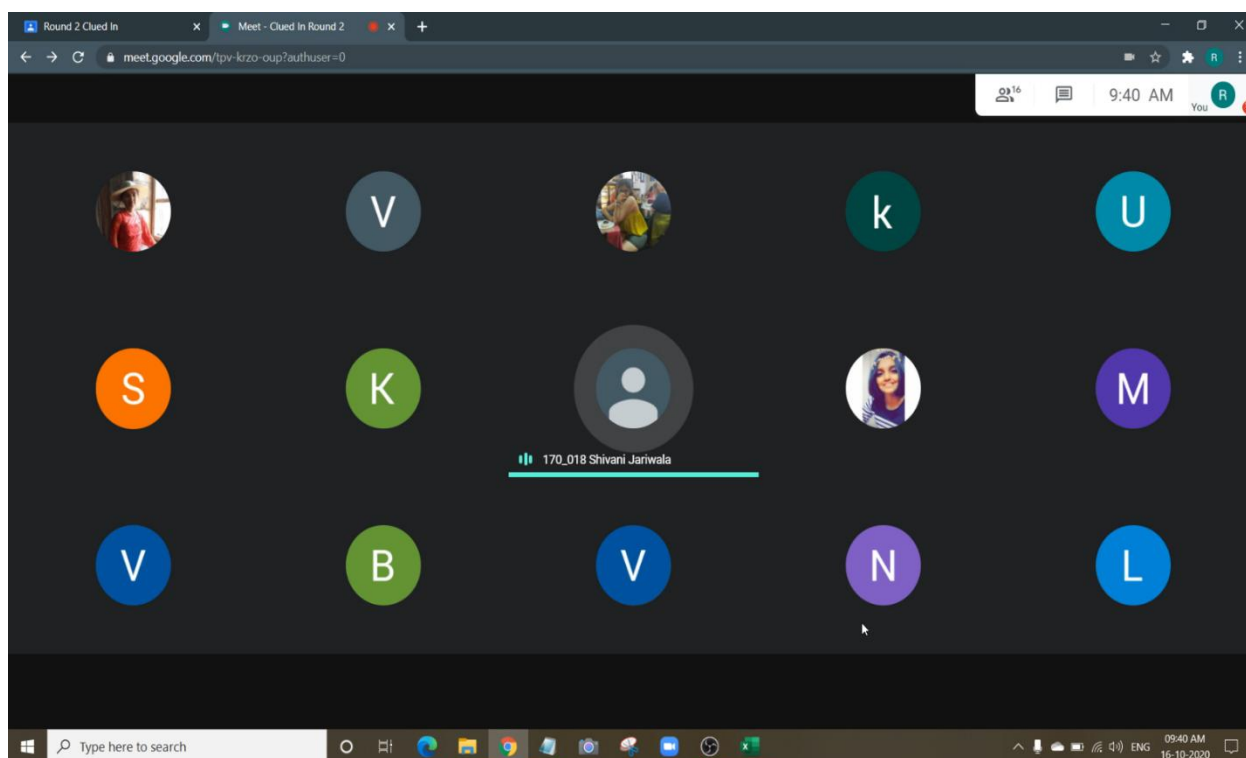 Round 2 Clued In
Meet - Clued In Round 2
meet.google.com/tpv-krzo-oup?authuser=0
R
16
9:40 AM
You
R
V
k
U
S
K
M
170_018 Shivani Jariwala
V
B
V
N
L
Type here to search
ENG
09:40 AM
16-10-2020